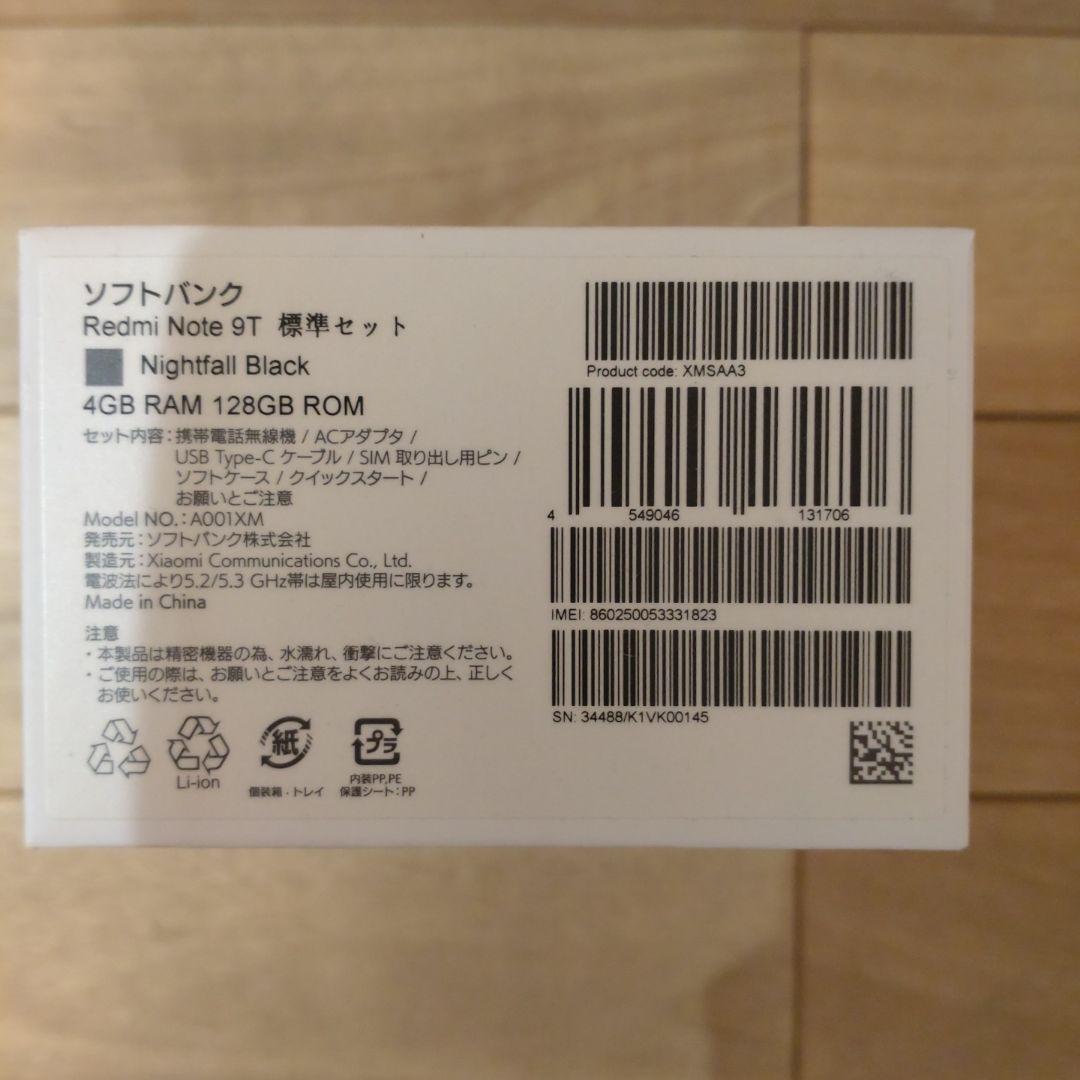 ソフトバンク
Redmi Note 9T 標準セット
Nightfall Black
4GB RAM 128GB ROM
セット内容：携帯電話無線機 / ACアダプタ /
USB Type-C ケーブル / SIM 取り出し用ピン /
ソフトケース / クイックスタート /
お願いとご注意
Model NO.：A001XM
発売元：ソフトバンク株式会社
製造元：Xiaomi Communications Co., Ltd.
電波法により5.2/5.3 GHz帯は屋内使用に限ります。
Made in China
注意
・本製品は精密機器の為、水濡れ、衝撃にご注意ください。
・ご使用の際は、お願いとご注意をよくお読みの上、正しく
お使いください。
Li-ion
紙
個装箱・トレイ
プラ
内装PP,PE
保護シート：PP
Product code: XMSAA3
4 549046 131706
IMEI: 860250053331823
SN: 34488/K1VK00145